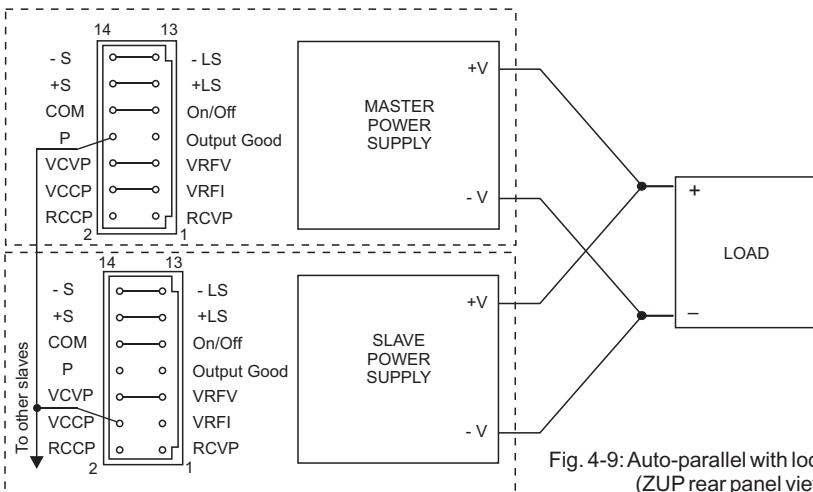 14 13
- S - LS
+S +LS
COM On/Off
P Output Good
VCVP VRFV
VCCP VRFI
RCCP RCVP
2 1
MASTER
POWER
SUPPLY
+V
- V
+
LOAD
–
14 13
- S - LS
+S +LS
COM On/Off
P Output Good
VCVP VRFV
VCCP VRFI
RCCP RCVP
2 1
To other slaves
SLAVE
POWER
SUPPLY
+V
- V
Fig. 4-9: Auto-parallel with
(ZUP rear panel